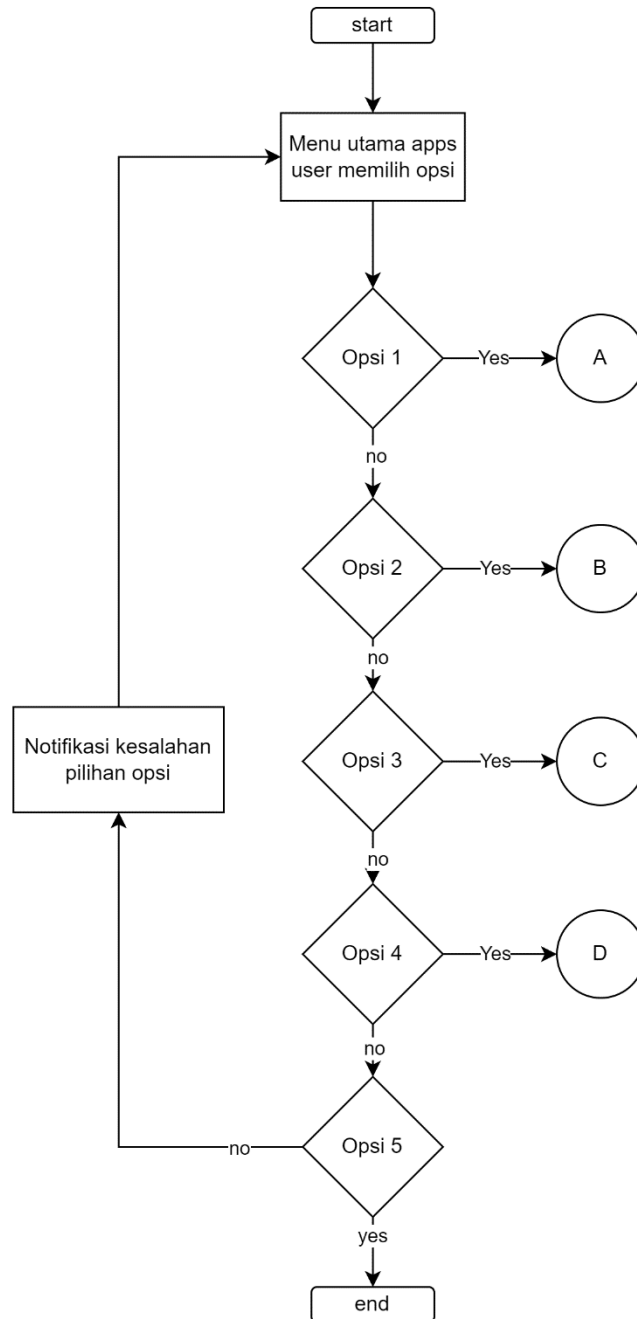 start
Menu utama apps
user memilih opsi
Opsi 1
Yes
A
no
Opsi 2
Yes
B
no
Notifikasi kesalahan
pilihan opsi
Opsi 3
Yes
C
no
Opsi 4
Yes
D
no
Opsi 5
no
yes
end